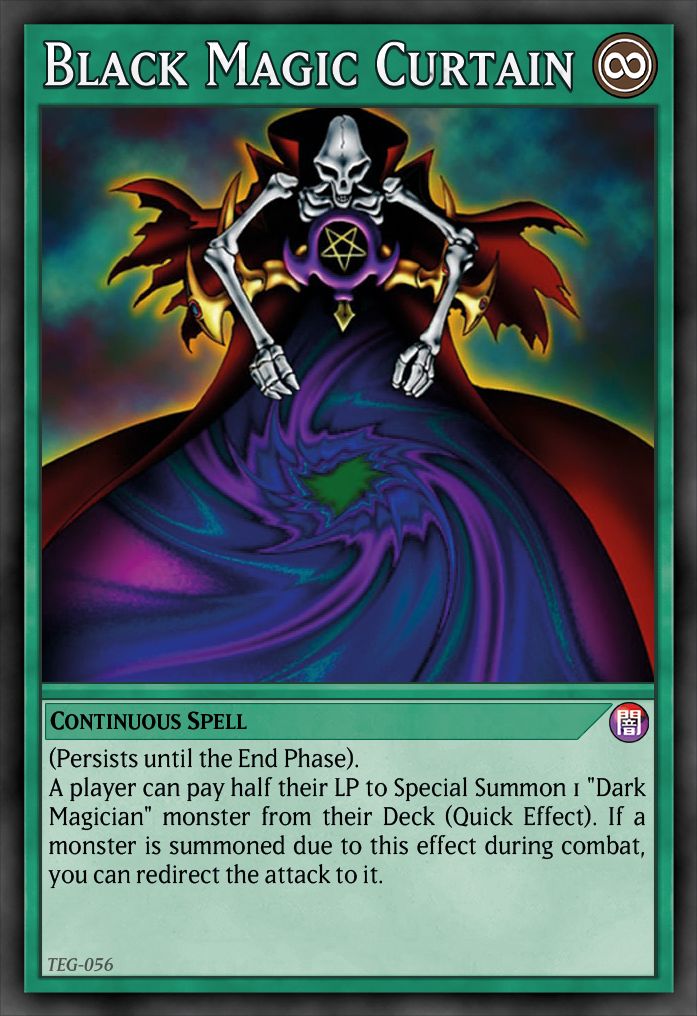 Black Magic Curtain
Continuous Spell
闇
(Persists until the End Phase).
A player can pay half their LP to Special Summon 1 "Dark
Magician" monster from their Deck (Quick Effect). If a
monster is summoned due to this effect during combat,
you can redirect the attack to it.
TEG-056